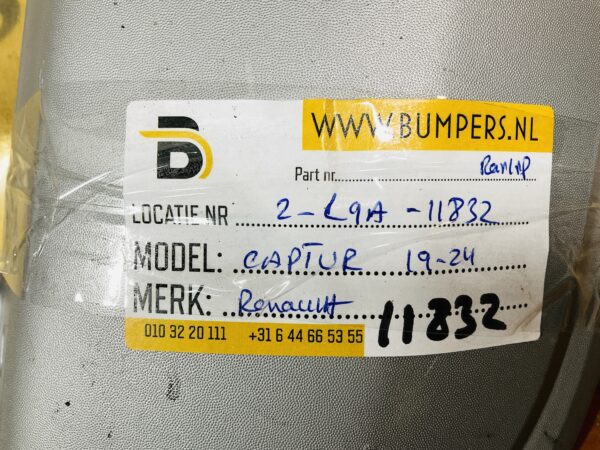 B
WWW.BUMPERS.NL
Part nr.
LOCATIE NR 2-L9A-11832
MODEL: CAPTUR 19-24
MERK: Renault
010 32 20 111 +31 6 44 66 53 55
11832